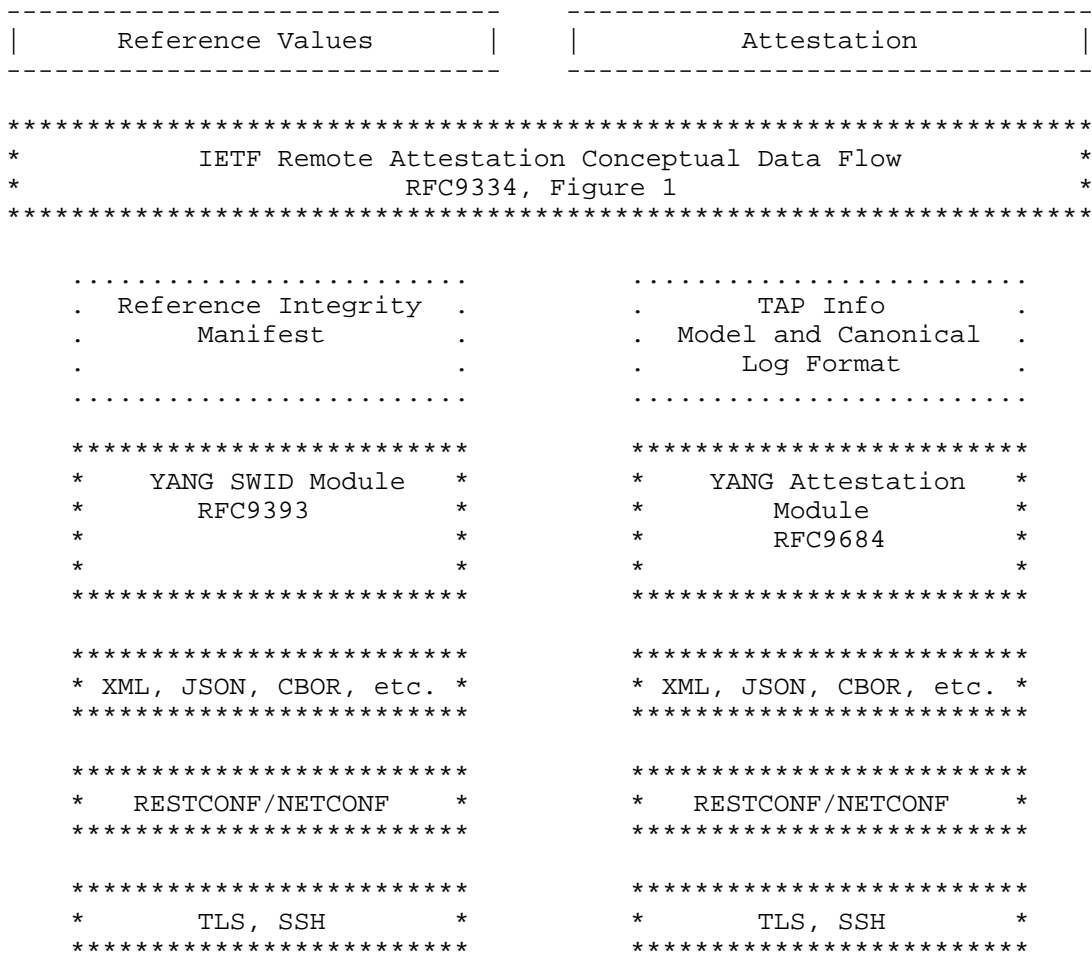 Reference Values
Attestation
IETF Remote Attestation Conceptual Data Flow
RFC9334, Figure 1
Reference Integrity
Manifest
TAP Info
Model and Canonical
Log Format
YANG SWID Module
RFC9393
YANG Attestation
Module
RFC9684
XML, JSON, CBOR, etc.
XML, JSON, CBOR, etc.
RESTCONF/NETCONF
RESTCONF/NETCONF
TLS, SSH
TLS, SSH